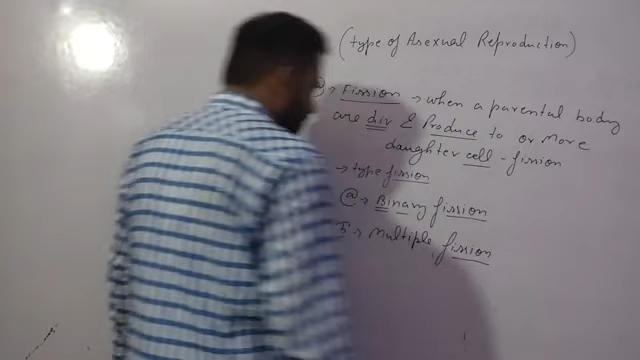 (type of Asexual Reproduction)
→ Fission → when a parental body
are div & Produce to or more
daughter cell - fission
→ type fission
@ → Binary fission
→ Multiple fission